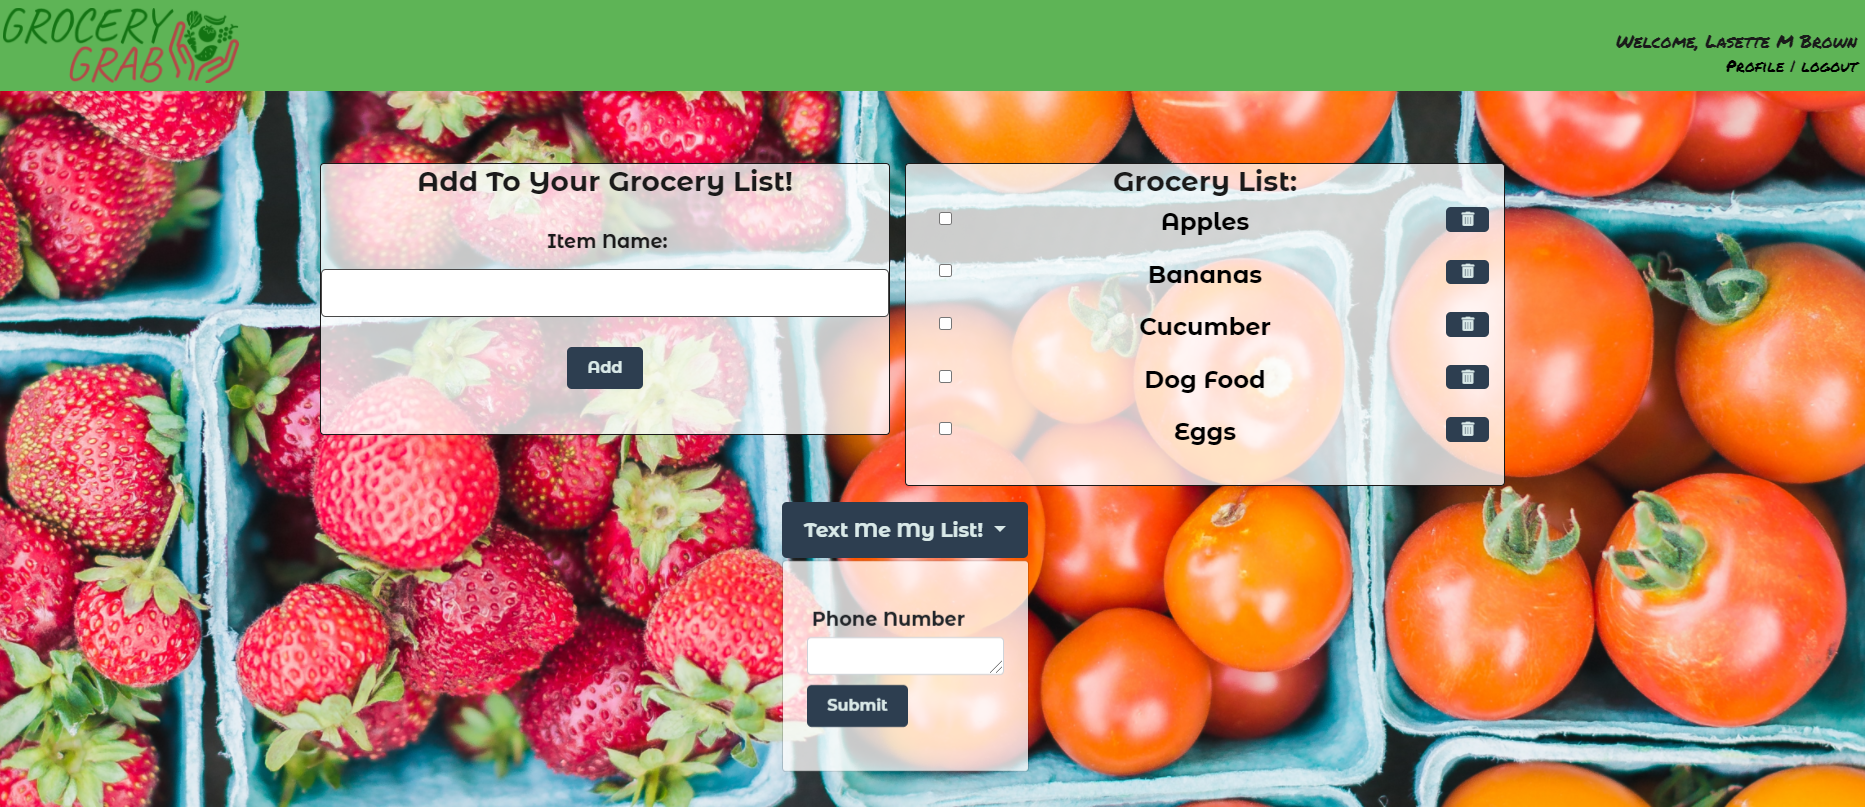 GROCERY
GRAB
Welcome, Lasette M Brown
Profile | logout
Add To Your Grocery List!
Item Name:
Add
Grocery List:
Apples
Bananas
Cucumber
Dog Food
Eggs
Text Me My List!
Phone Number
Submit